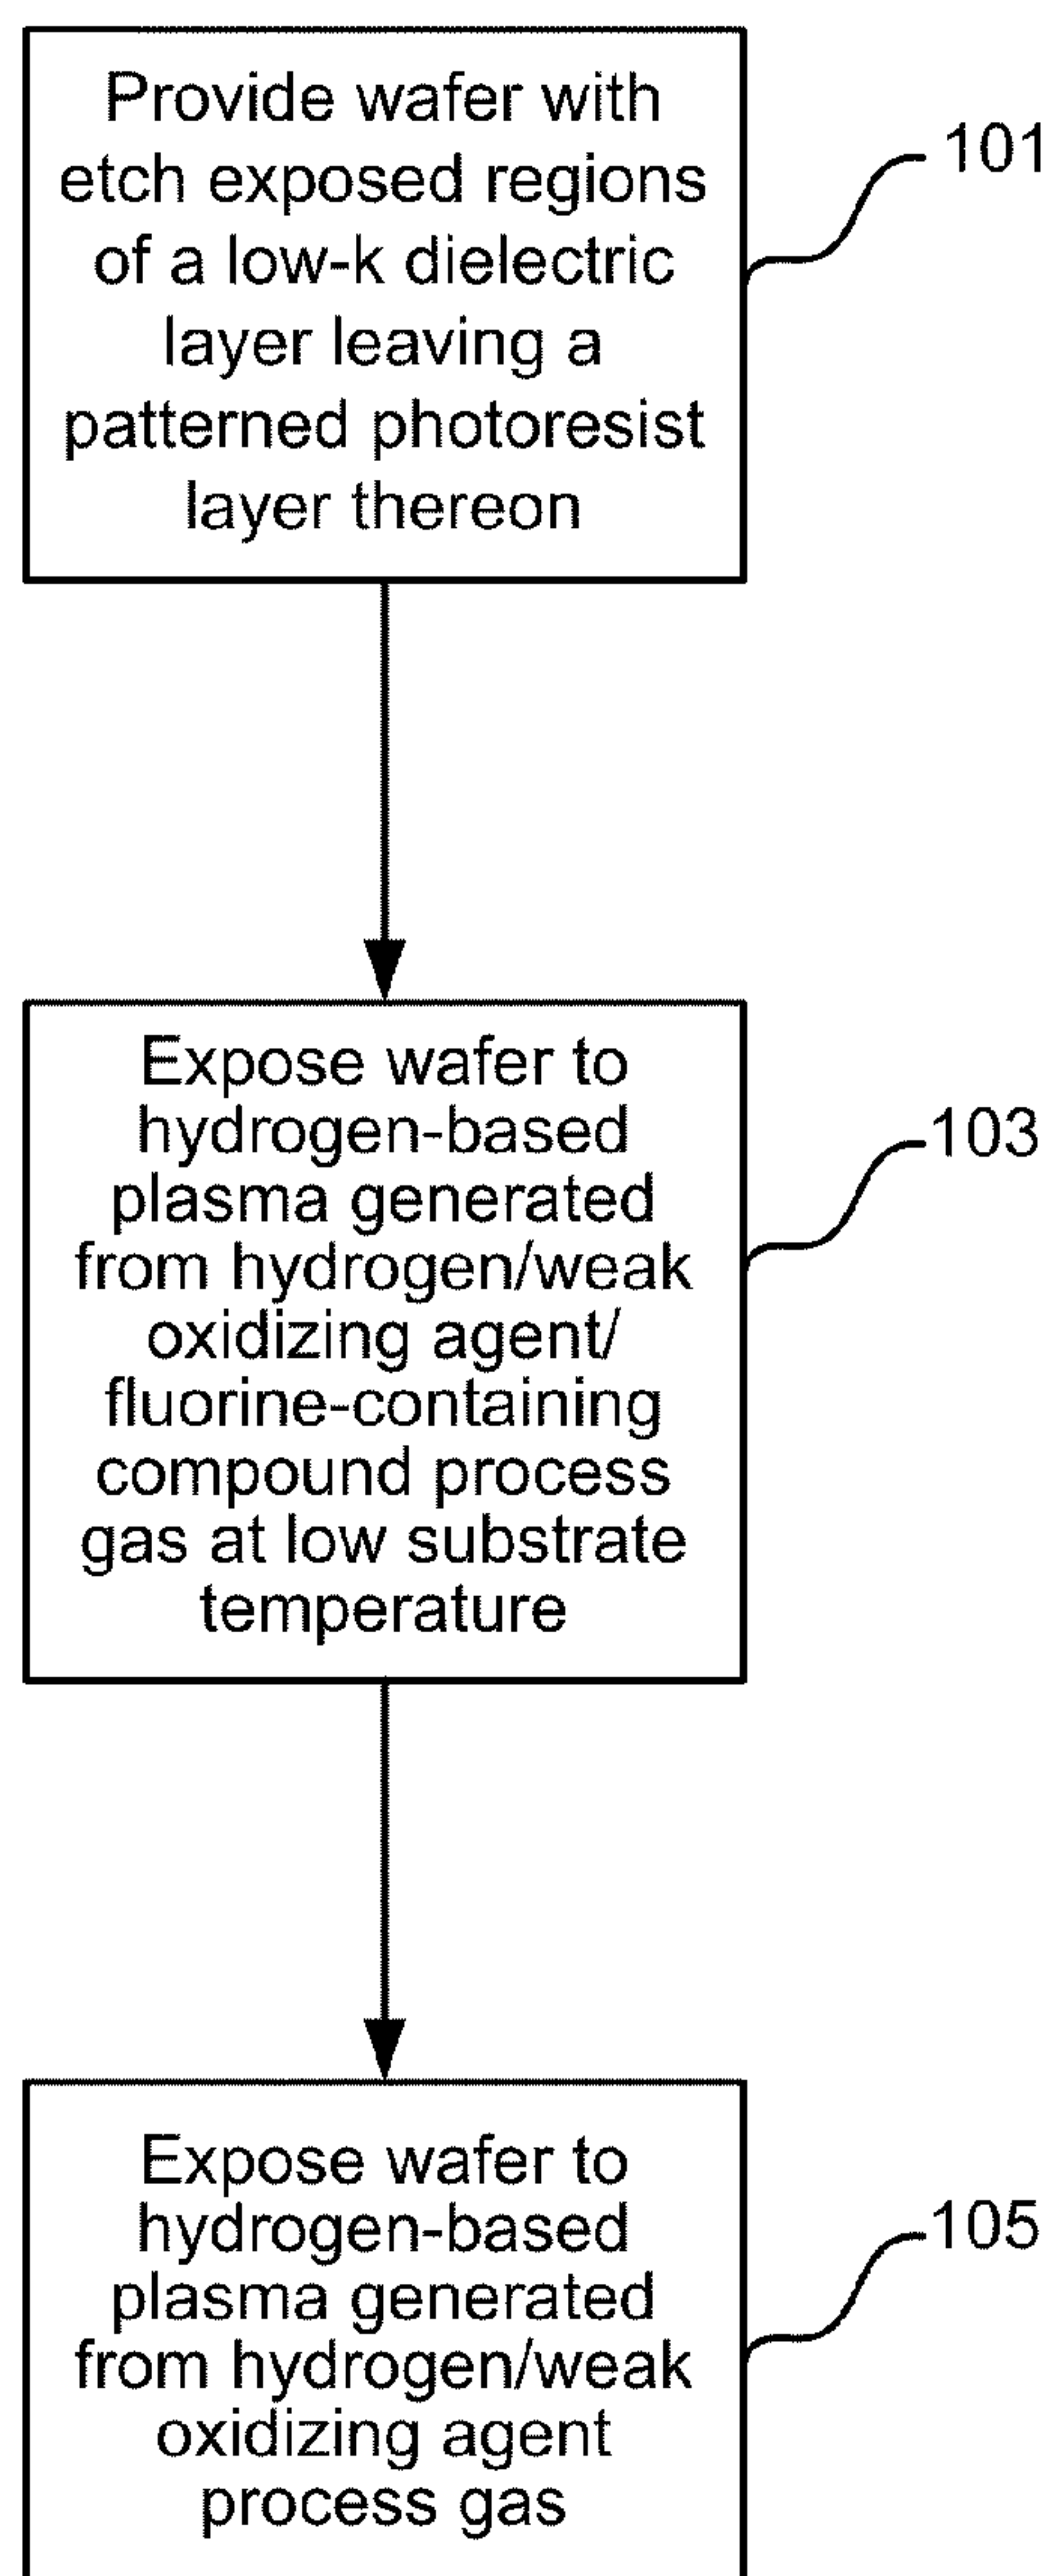 Provide wafer with
etch exposed regions
of a low-k dielectric
layer leaving a
patterned photoresist
layer thereon
101
Expose wafer to
hydrogen-based
plasma generated
from hydrogen/weak
oxidizing agent/
fluorine-containing
compound process
gas at low substrate
temperature
103
Expose wafer to
hydrogen-based
plasma generated
from hydrogen/weak
oxidizing agent
process gas
105